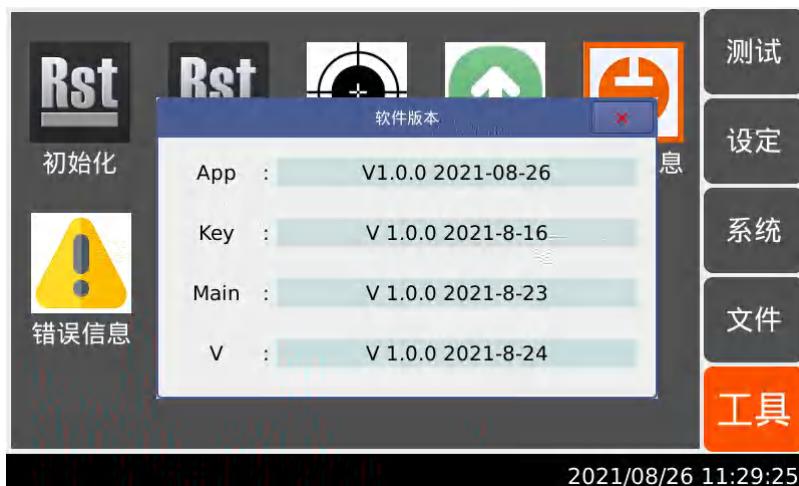 Rst
Rst
初始化
息
错误信息
软件版本
App : V1.0.0 2021-08-26
Key : V 1.0.0 2021-8-16
Main : V 1.0.0 2021-8-23
V : V 1.0.0 2021-8-24
测试
设定
系统
文件
工具
2021/08/26 11:29:25